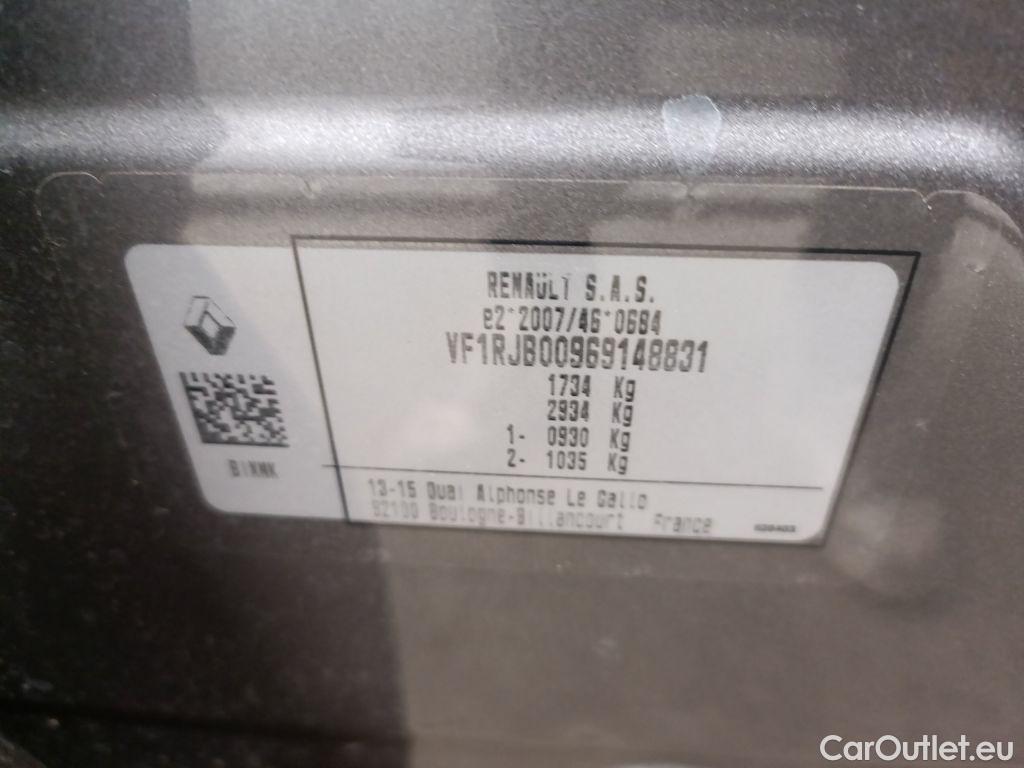 RENAULT S.A.S.
e2*2007/46*0684
VF1RJB00969148831
1734 Kg
2934 Kg
1- 0930 Kg
2- 1035 Kg
13-15 Quai Alphonse Le Gallo
92100 Boulogne-Billancourt France
CarOutlet.eu